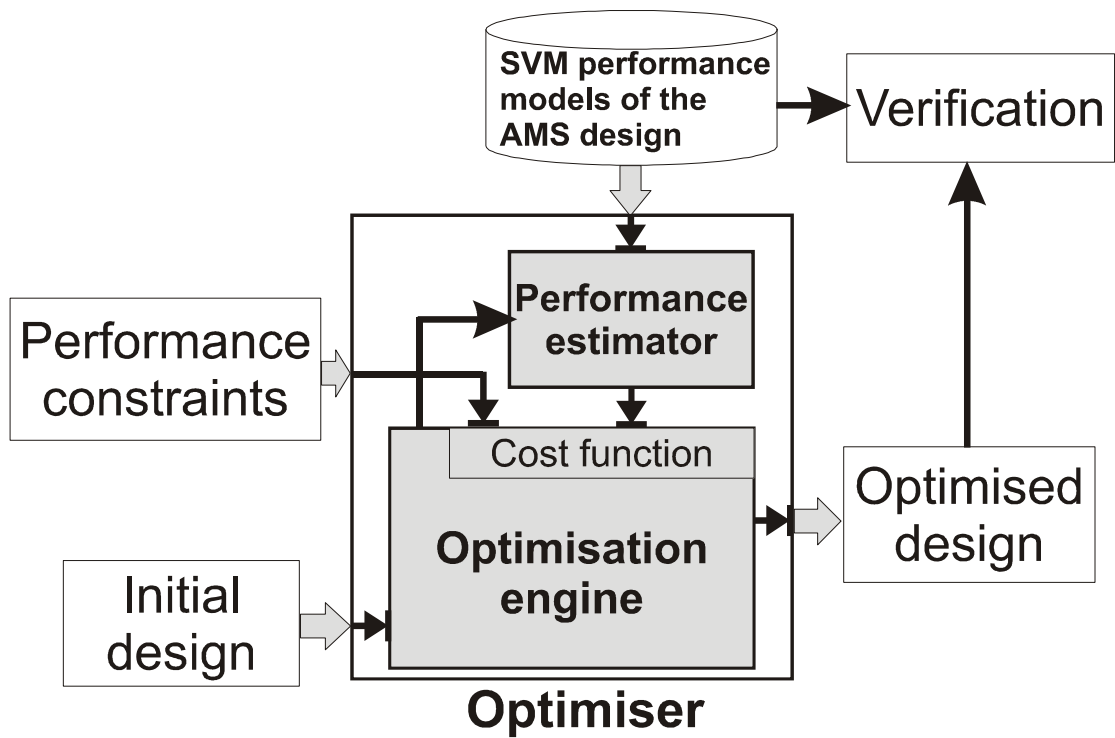 SVM performance
models of the
AMS design
Verification
Performance
estimator
Performance
constraints
Cost function
Optimised
design
Optimisation
engine
Initial
design
Optimiser